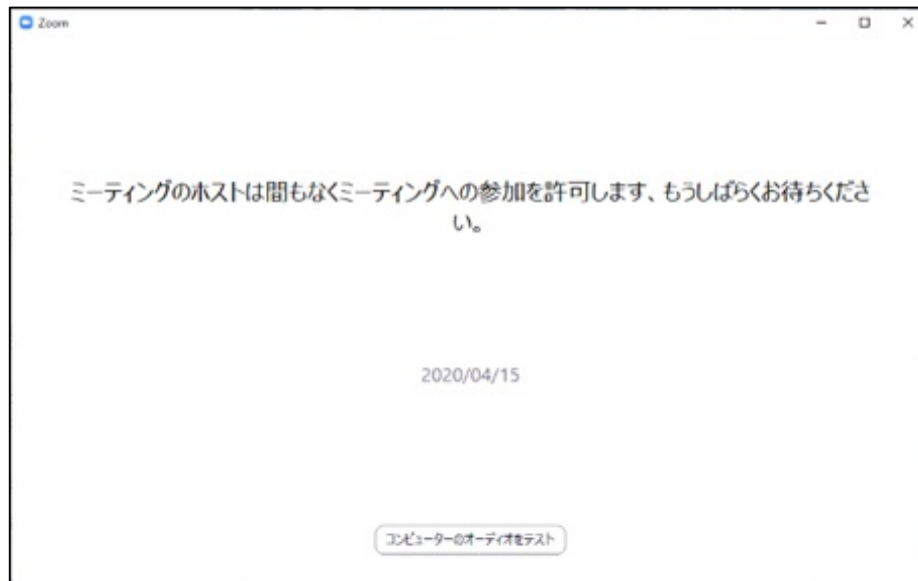 Zoom
ミーティングのホストは間もなくミーティングへの参加を許可します、もうしばらくお待ちくださ
い。
2020/04/15
コンピューターのオーディオをテスト